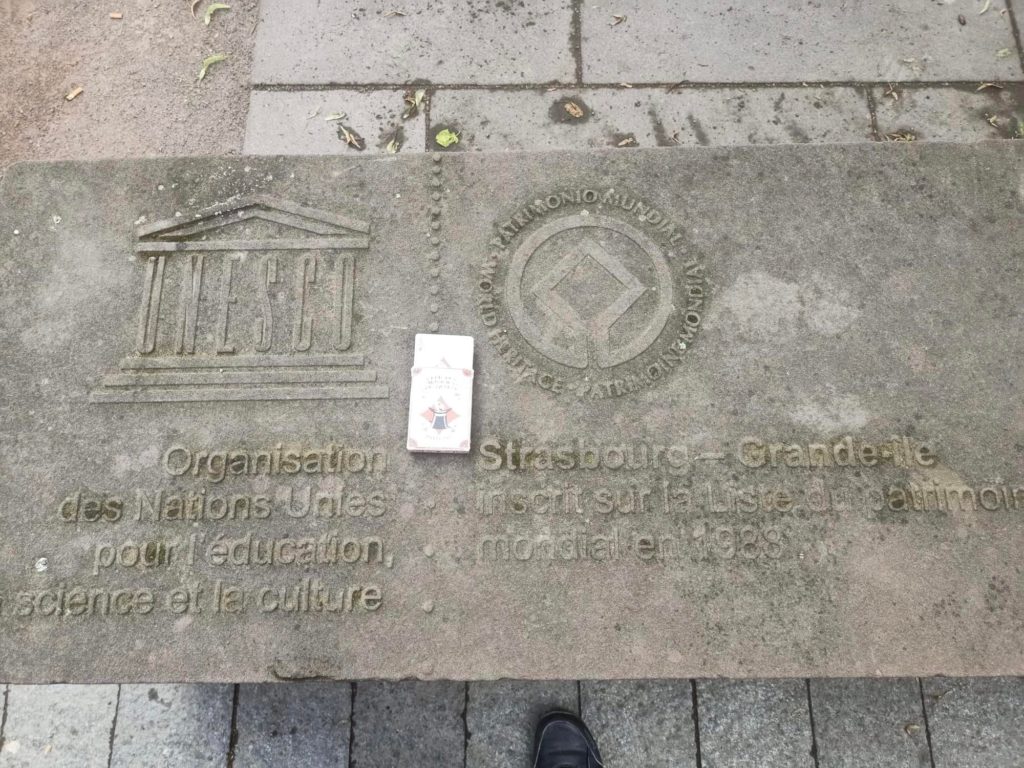 UNESCO
Organisation
des Nations Unies
pour l'éducation,
science et la culture
WORLD HERITAGE • PATRIMONIO MUNDIAL • PATRIMOINE MONDIAL
Strasbourg – Grande-île
inscrit sur la Liste du patrimoin
mondial en 1988